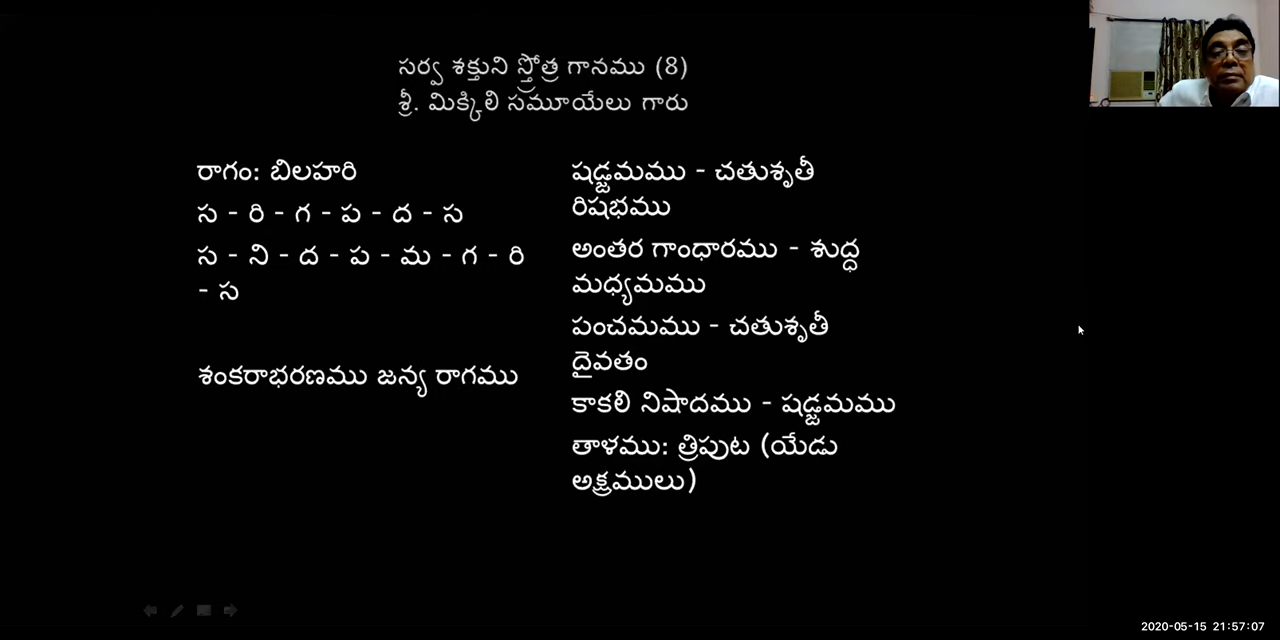 సర్వ శక్తుని స్తోత్ర గానము (8)
శ్రీ. మిక్కిలి సమూయేలు గారు
రాగం: బిలహరి
స - రి - గ - ప - ద - స
స - ని - ద - ప - మ - గ - రి
- స
శంకరాభరణము జన్య రాగము
షడ్జమము - చతుశృతీ
రిషభము
అంతర గాంధారము - శుద్ధ
మధ్యమము
పంచమము - చతుశృతీ
దైవతం
కాకలి నిషాదము - షడ్జమము
తాళము: త్రిపుట (యేడు
అక్షరములు)
2020-05-15 21:57:07